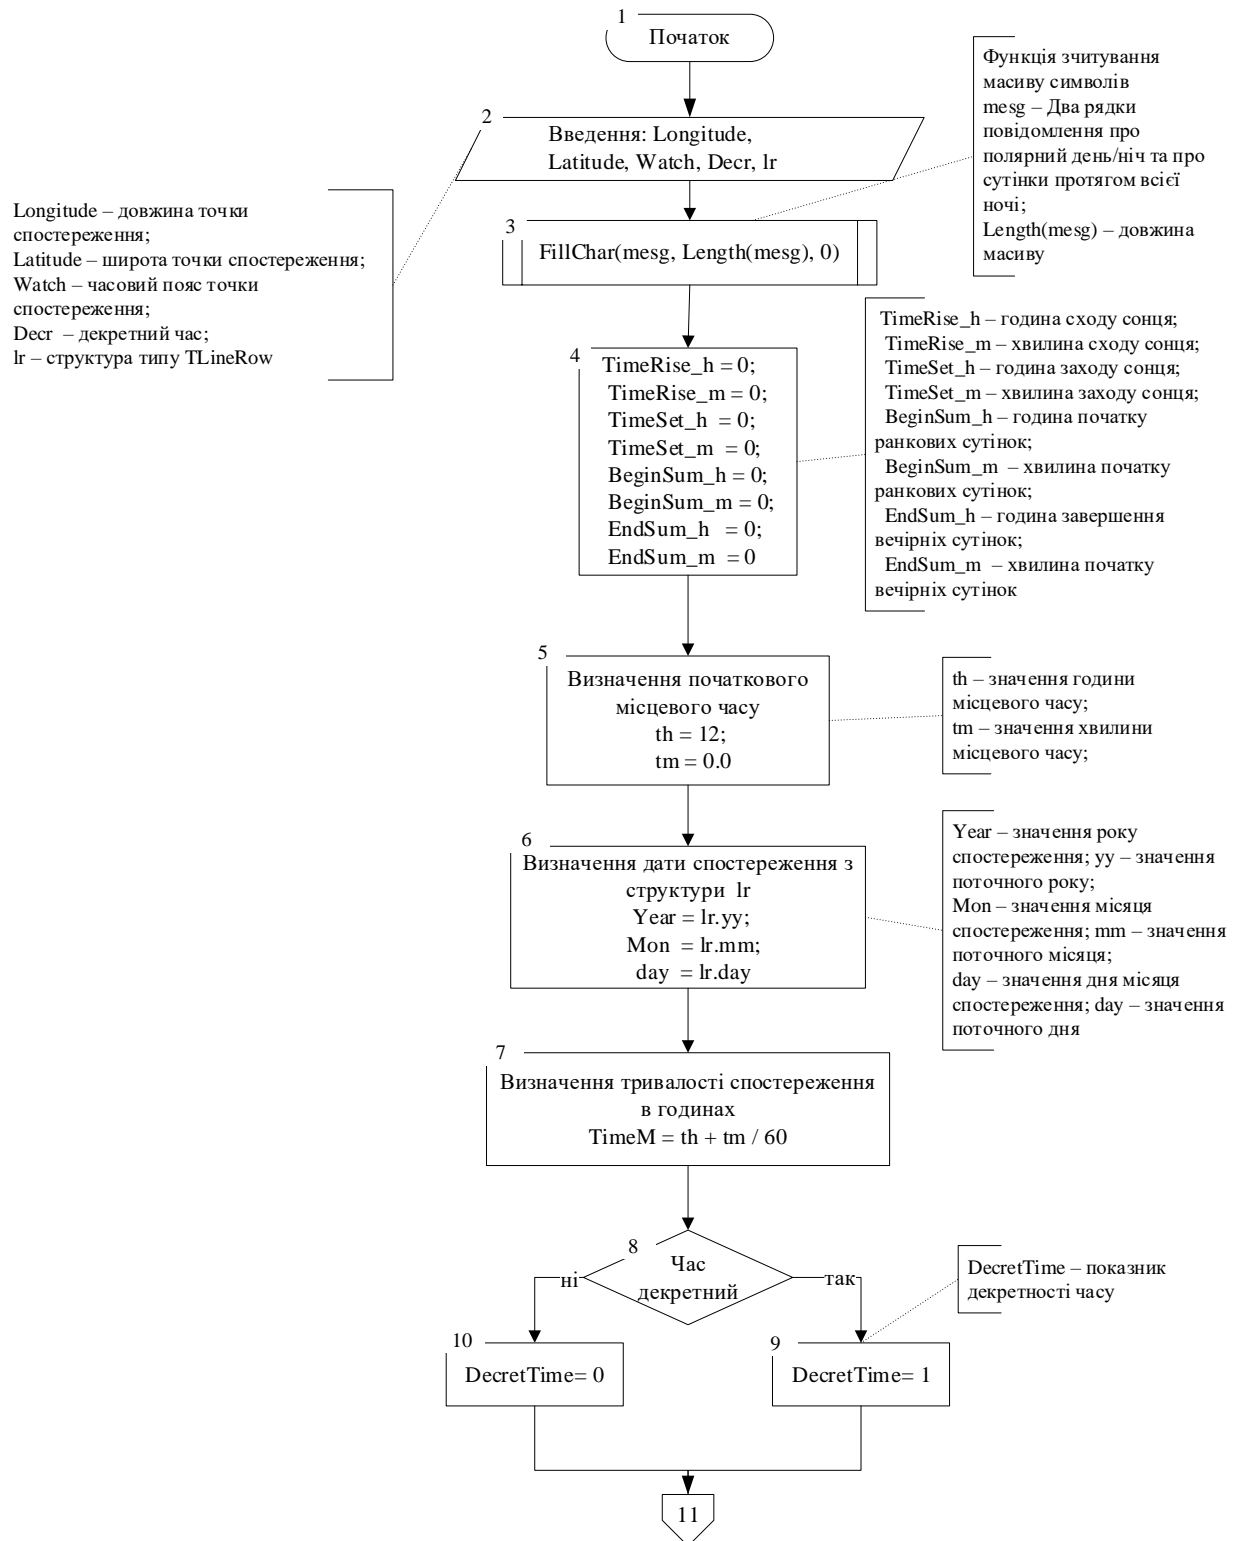 1
Початок
Функція зчитування
масиву символів
mesg – Два рядки
повідомлення про
полярний день/ніч та про
сутінки протягом всієї
ночі;
Length(mesg) – довжина
масиву
2
Введення: Longitude,
Latitude, Watch, Decr, lr
Longitude – довжина точки
спостереження;
Latitude – широта точки спостереження;
Watch – часовий пояс точки
спостереження;
Decr – декретний час;
lr – структура типу TLineRow
3
FillChar(mesg, Length(mesg), 0)
4
TimeRise_h = 0;
TimeRise_m = 0;
TimeSet_h = 0;
TimeSet_m = 0;
BeginSum_h = 0;
BeginSum_m = 0;
EndSum_h = 0;
EndSum_m = 0
TimeRise_h – година сходу сонця;
TimeRise_m – хвилина сходу сонця;
TimeSet_h – година заходу сонця;
TimeSet_m – хвилина заходу сонця;
BeginSum_h – година початку
ранкових сутінок;
BeginSum_m – хвилина початку
ранкових сутінок;
EndSum_h – година завершення
вечірніх сутінок;
EndSum_m – хвилина початку
вечірніх сутінок
5
Визначення початкового
місцевого часу
th = 12;
tm = 0.0
th – значення години
місцевого часу;
tm – значення хвилини
місцевого часу;
6
Визначення дати спостереження з
структури lr
Year = lr.yy;
Mon = lr.mm;
day = lr.day
Year – значення року
спостереження; yy – значення
поточного року;
Mon – значення місяця
спостереження; mm – значення
поточного місяця;
day – значення дня місяця
спостереження; day – значення
поточного дня
7
Визначення тривалості спостереження
в годинах
TimeM = th + tm / 60
8
Час
декретний
ні
так
DecretTime – показник
декретності часу
10
DecretTime= 0
9
DecretTime= 1
11